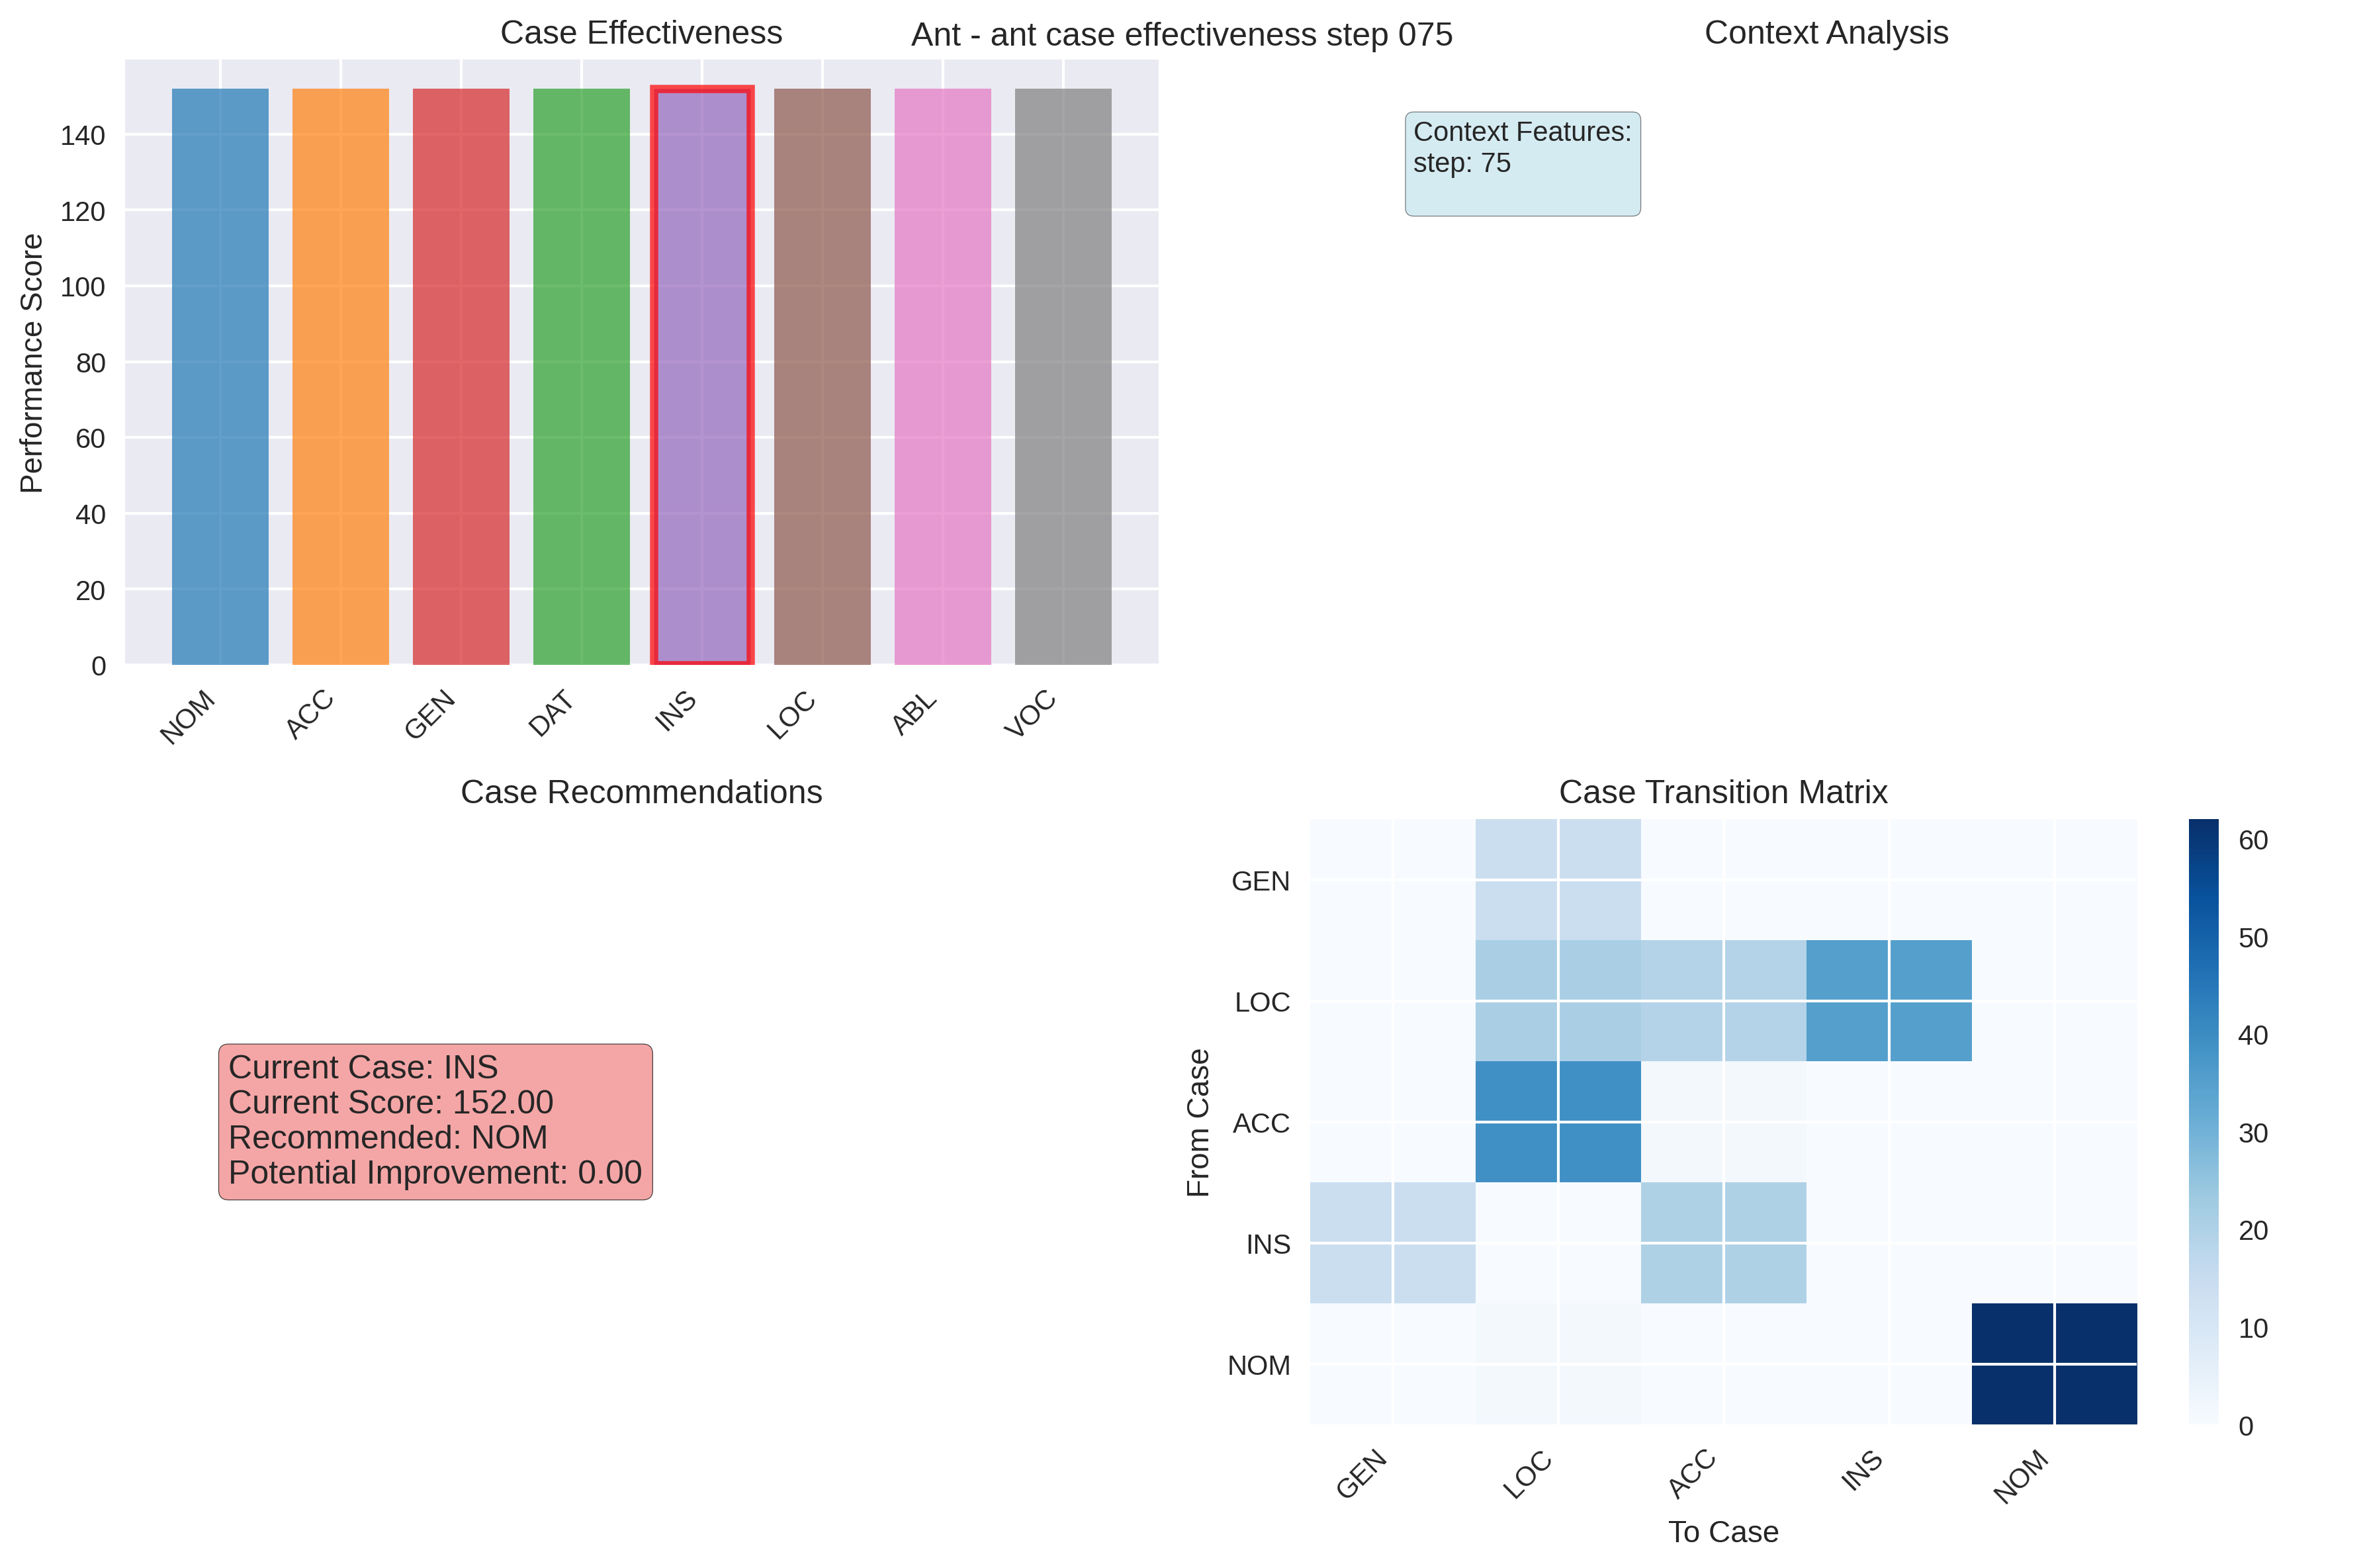 Ant - ant case effectiveness step 075
Case Effectiveness
Performance Score
140
120
100
80
60
40
20
0
NOM
ACC
GEN
DAT
INS
LOC
ABL
VOC
Context Analysis
Context Features:
step: 75
Case Recommendations
Current Case: INS
Current Score: 152.00
Recommended: NOM
Potential Improvement: 0.00
Case Transition Matrix
From Case
GEN
LOC
ACC
INS
NOM
GEN
LOC
ACC
INS
NOM
To Case
60
50
40
30
20
10
0